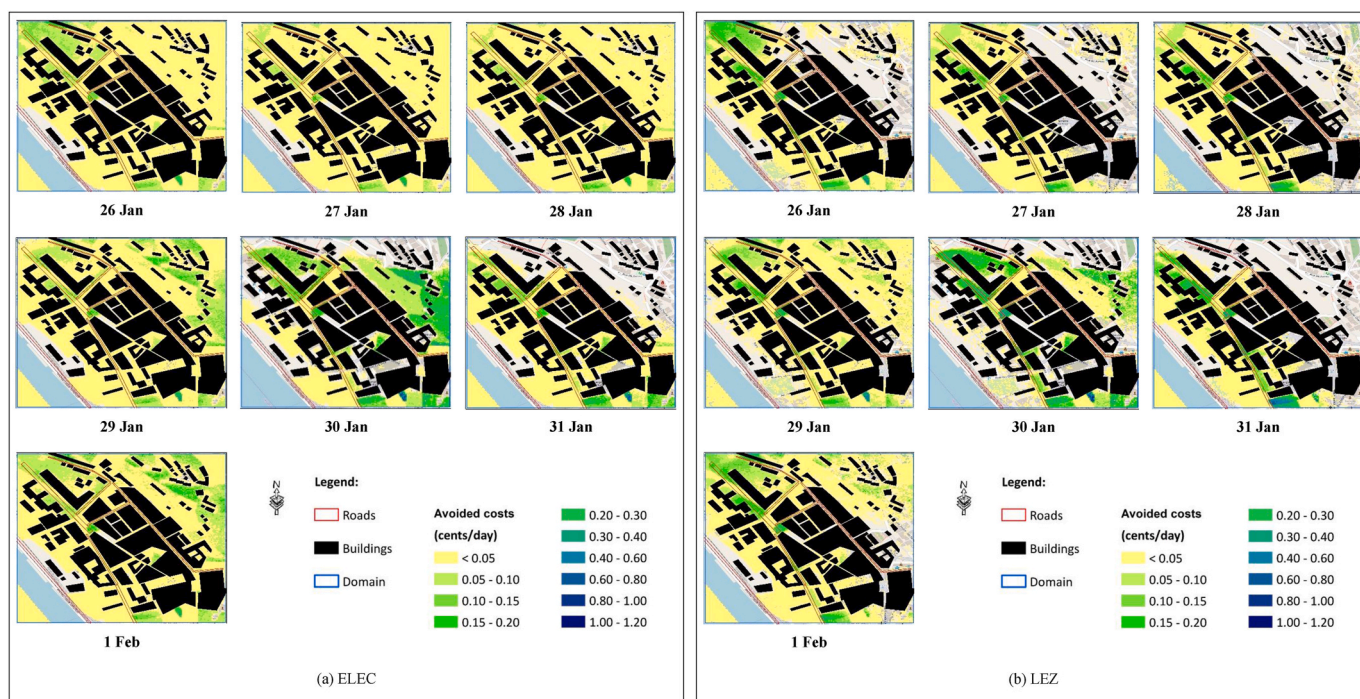 26 Jan
27 Jan
28 Jan
29 Jan
30 Jan
31 Jan
1 Feb
N
Legend:
Roads
Buildings
Domain
Avoided costs
(cents/day)
< 0.05
0.05 - 0.10
0.10 - 0.15
0.15 - 0.20
0.20 - 0.30
0.30 - 0.40
0.40 - 0.60
0.60 - 0.80
0.80 - 1.00
1.00 - 1.20
(a) ELEC
26 Jan
27 Jan
28 Jan
29 Jan
30 Jan
31 Jan
1 Feb
N
Legend:
Roads
Buildings
Domain
Avoided costs
(cents/day)
< 0.05
0.05 - 0.10
0.10 - 0.15
0.15 - 0.20
0.20 - 0.30
0.30 - 0.40
0.40 - 0.60
0.60 - 0.80
0.80 - 1.00
1.00 - 1.20
(b) LEZ